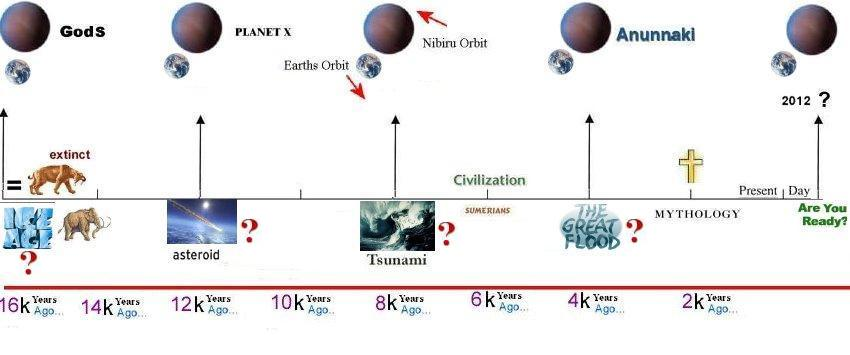 GodS
PLANET X
Nibiru Orbit
Earths Orbit
Anunnaki
2012 ?
extinct
=
Civilization
Present Day
ICE AGE
?
asteroid
?
Tsunami
?
SUMERIANS
THE
GREAT
FLOOD
?
MYTHOLOGY
Are You
Ready?
16k Years Ago...
14k Years Ago...
12k Years Ago...
10k Years Ago..
8k Years Ago...
6k Years Ago...
4k Years Ago...
2k Years Ago...